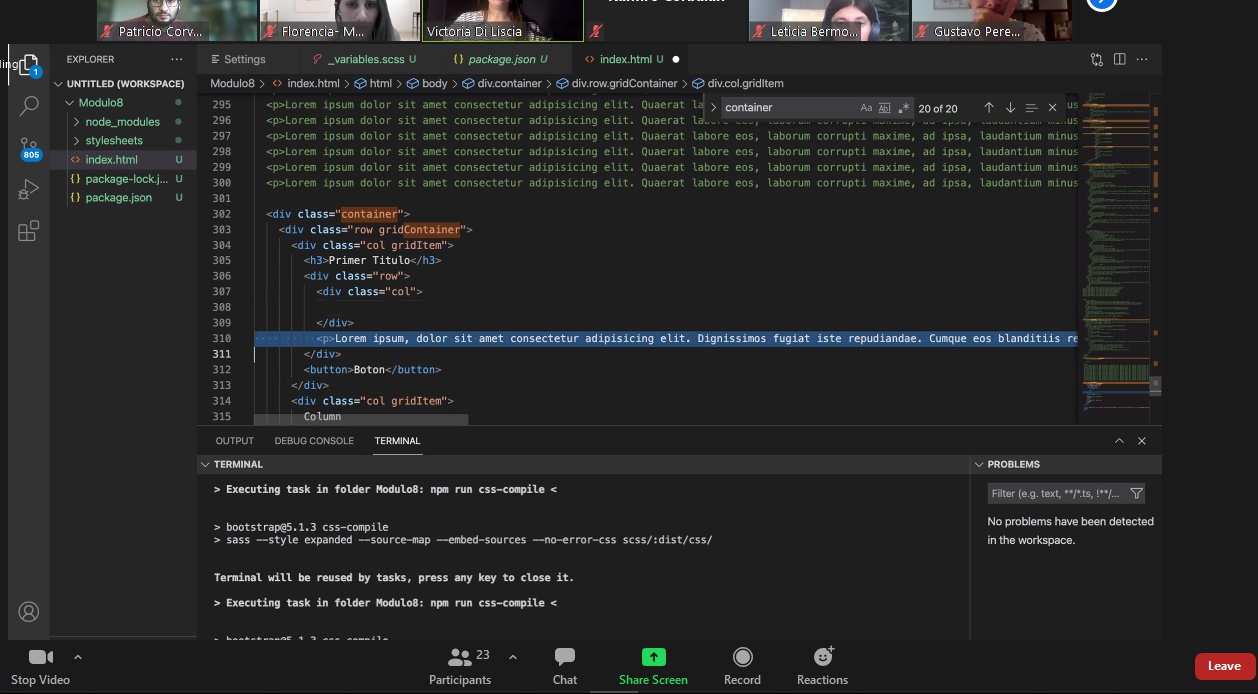 Patricio Corv...
Florencia- M...
Victoria Di Liscia
Leticia Bermo...
Gustavo Pere...
ing
1
EXPLORER
UNTITLED (WORKSPACE)
Modulo8
node_modules
stylesheets
index.html U
package-lock.j... U
package.json U
805
Settings
_variables.scss U
package.json U
index.html U
Modulo8 > index.html > html > body > div.container > div.row.gridContainer > div.col.gridItem
container
Aa ab .*
20 of 20
295 <p>Lorem ipsum dolor sit amet consectetur adipisicing elit. Quaerat la
296 <p>Lorem ipsum dolor sit amet consectetur adipisicing elit. Quaerat labore eos, laborum corrupti maxime, ad ipsa, laudantium minus
297 <p>Lorem ipsum dolor sit amet consectetur adipisicing elit. Quaerat labore eos, laborum corrupti maxime, ad ipsa, laudantium minus
298 <p>Lorem ipsum dolor sit amet consectetur adipisicing elit. Quaerat labore eos, laborum corrupti maxime, ad ipsa, laudantium minus
299 <p>Lorem ipsum dolor sit amet consectetur adipisicing elit. Quaerat labore eos, laborum corrupti maxime, ad ipsa, laudantium minus
300 <p>Lorem ipsum dolor sit amet consectetur adipisicing elit. Quaerat labore eos, laborum corrupti maxime, ad ipsa, laudantium minus
301
302 <div class="container">
303 <div class="row gridContainer">
304 <div class="col gridItem">
305 <h3>Primer Titulo</h3>
306 <div class="row">
307 <div class="col">
308
309 </div>
310 <p>Lorem ipsum, dolor sit amet consectetur adipisicing elit. Dignissimos fugiat iste repudiandae. Cumque eos blanditiis re
311 </div>
312 <button>Boton</button>
313 </div>
314 <div class="col gridItem">
315 Column
OUTPUT DEBUG CONSOLE TERMINAL
TERMINAL
> Executing task in folder Modulo8: npm run css-compile <
> bootstrap@5.1.3 css-compile
> sass --style expanded --source-map --embed-sources --no-error-css scss/:dist/css/
Terminal will be reused by tasks, press any key to close it.
> Executing task in folder Modulo8: npm run css-compile <
> bootstrap@5.1.3 css-compile
PROBLEMS
Filter (e.g. text, **/*.ts, !**/...
No problems have been detected
in the workspace.
Stop Video
Participants 23
Chat
Share Screen
Record
Reactions
Leave